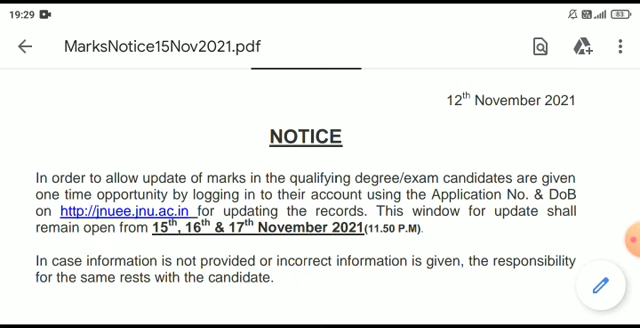 19:29
83
MarksNotice15Nov2021.pdf
12th November 2021
NOTICE
In order to allow update of marks in the qualifying degree/exam candidates are given
one time opportunity by logging in to their account using the Application No. & DoB
on http://jnuee.jnu.ac.in for updating the records. This window for update shall
remain open from 15th, 16th & 17th November 2021(11.50 P.M).
In case information is not provided or incorrect information is given, the responsibility
for the same rests with the candidate.